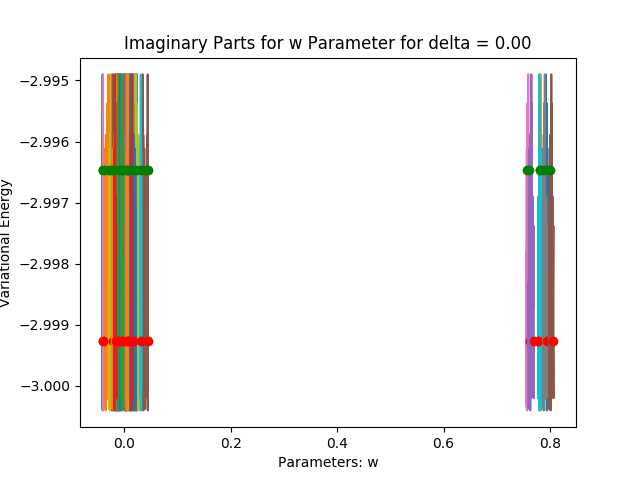 Imaginary Parts for w Parameter for delta = 0.00
−2.995
−2.996
−2.997
−2.998
−2.999
−3.000
Variational Energy
0.0 0.2 0.4 0.6 0.8
Parameters: w